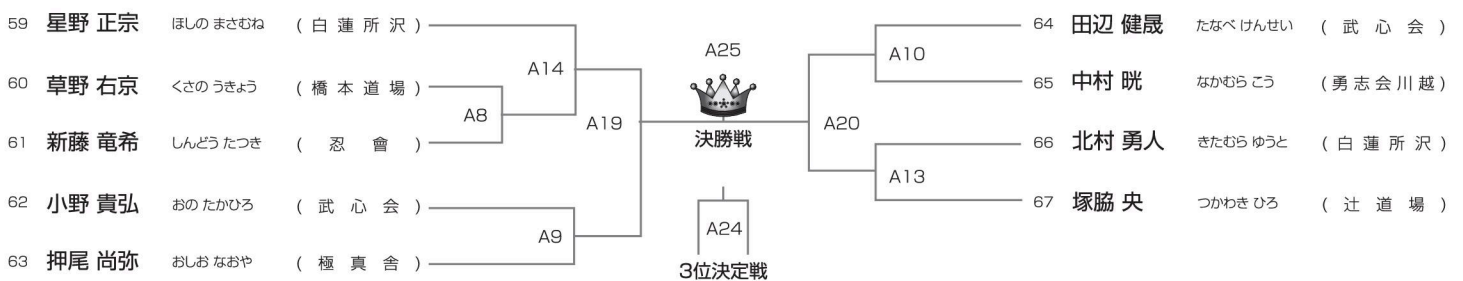 59 星野 正宗 ほしの まさむね (白蓮所沢)
60 草野 右京 くさの うきょう (橋本道場)
61 新藤 竜希 しんどう たつき (忍會)
62 小野 貴弘 おの たかひろ (武心会)
63 押尾 尚弥 おしお なおや (極真舎)
A14
A8
A19
A9
A25
決勝戦
A24
3位決定戦
A10
A20
A13
64 田辺 健晟 たなべ けんせい (武心会)
65 中村 晄 なかむら こう (勇志会川越)
66 北村 勇人 きたむら ゆうと (白蓮所沢)
67 塚脇 央 つかわき ひろ (辻道場)